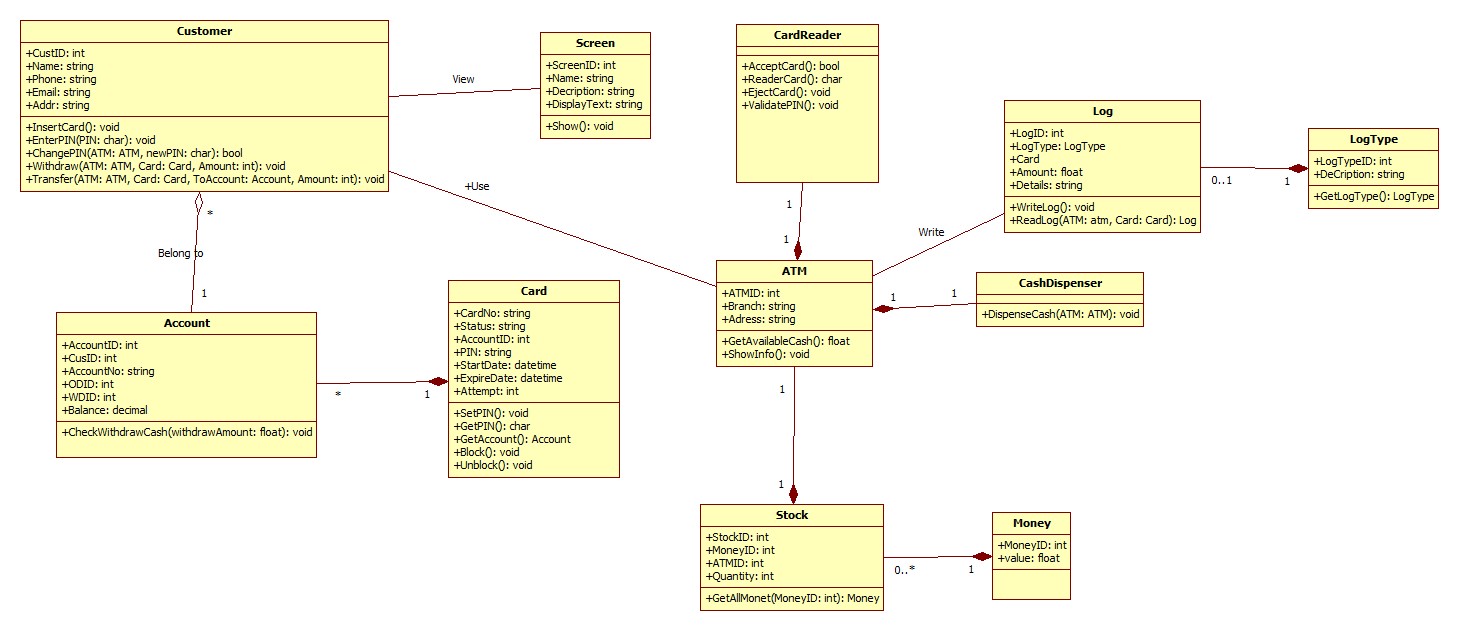 Customer
+CustID: int
+Name: string
+Phone: string
+Email: string
+Addr: string
+InsertCard(): void
+EnterPIN(PIN: char): void
+ChangePIN(ATM: ATM, newPIN: char): bool
+Withdraw(ATM: ATM, Card: Card, Amount: int): void
+Transfer(ATM: ATM, Card: Card, ToAccount: Account, Amount: int): void
View
Screen
+ScreenID: int
+Name: string
+Decription: string
+DisplayText: string
+Show(): void
CardReader
+AcceptCard(): bool
+ReaderCard(): char
+EjectCard(): void
+ValidatePIN(): void
Log
+LogID: int
+LogType: LogType
+Card
+Amount: float
+Details: string
+WriteLog(): void
+ReadLog(ATM: atm, Card: Card): Log
0..1
1
LogType
+LogTypeID: int
+DeCription: string
+GetLogType(): LogType
+Use
1
1
Write
*
Belong to
1
ATM
+ATMID: int
+Branch: string
+Adress: string
+GetAvailableCash(): float
+ShowInfo(): void
1
1
CashDispenser
+DispenseCash(ATM: ATM): void
Account
+AccountID: int
+CusID: int
+AccountNo: string
+ODID: int
+WDID: int
+Balance: decimal
+CheckWithdrawCash(withdrawAmount: float): void
*
1
Card
+CardNo: string
+Status: string
+AccountID: int
+PIN: string
+StartDate: datetime
+ExpireDate: datetime
+Attempt: int
+SetPIN(): void
+GetPIN(): char
+GetAccount(): Account
+Block(): void
+Unblock(): void
1
1
Stock
+StockID: int
+MoneyID: int
+ATMID: int
+Quantity: int
+GetAllMonet(MoneyID: int): Money
0..*
1
Money
+MoneyID: int
+value: float